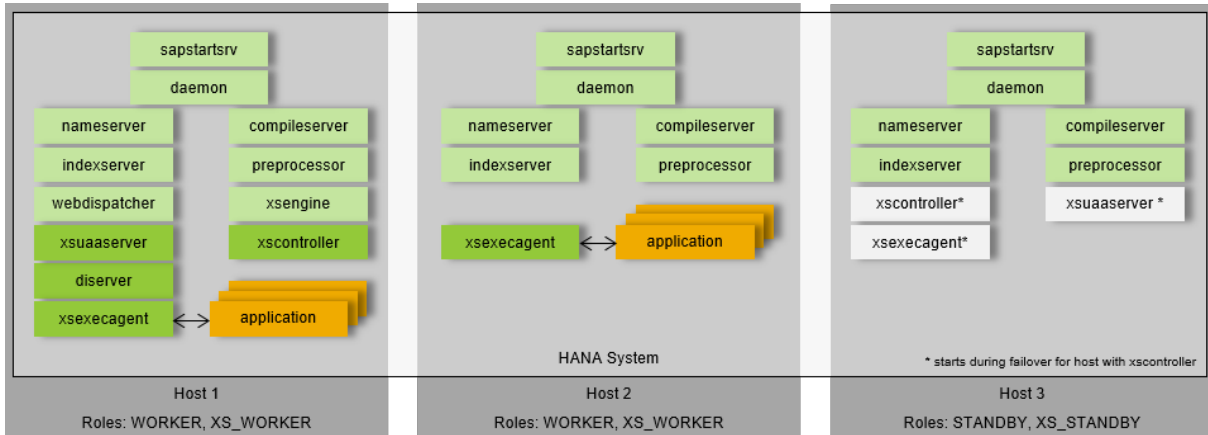 sapstartsrv
daemon
nameserver
compileserver
indexserver
preprocessor
webdispatcher
xsengine
xsuaaserver
xscontroller
diserver
xsexecagent
application
Host 1
Roles: WORKER, XS_WORKER
sapstartsrv
daemon
nameserver
compileserver
indexserver
preprocessor
xsexecagent
application
HANA System
Host 2
Roles: WORKER, XS_WORKER
sapstartsrv
daemon
nameserver
compileserver
indexserver
preprocessor
xscontroller*
xsuaaserver *
xsexecagent*
* starts during failover for host with xscontroller
Host 3
Roles: STANDBY, XS_STANDBY